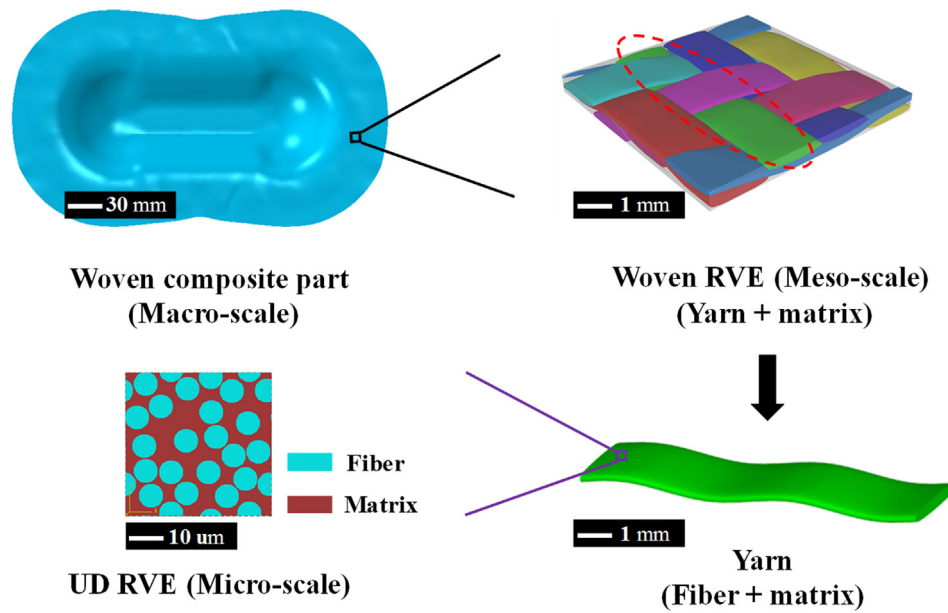 30 mm
1 mm
Woven composite part
(Macro-scale)
Woven RVE (Meso-scale)
(Yarn + matrix)
Fiber
Matrix
10 um
1 mm
UD RVE (Micro-scale)
Yarn
(Fiber + matrix)